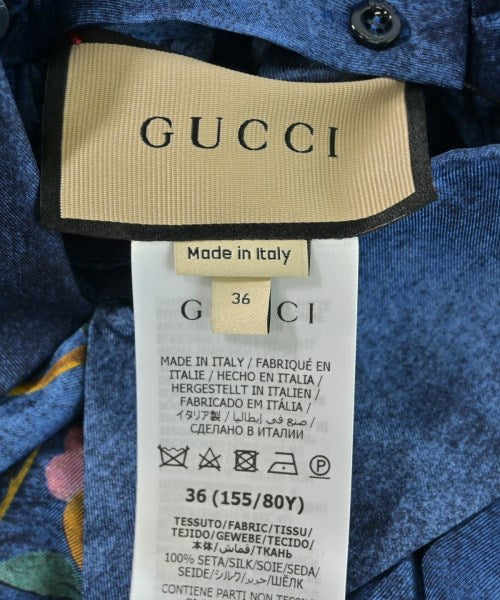 GUCCI
Made in Italy
36
G CI
MADE IN ITALY / FABRIQUÉ EN
ITALIE / HECHO EN ITALIA /
HERGESTELLT IN ITALIEN /
FABRICADO EM ITÁLIA /
イタリア製 / صنع في إيطاليا /
СДЕЛАНО В ИТАЛИИ
P
36 (155/80Y)
TESSUTO/FABRIC/TISSU/
TEJIDO/GEWEBE/TECIDO/
本体/قماش/ТКАНЬ
100% SETA/SILK/SOIE/SEDA/
SEIDE/シルク/حرير/ШЁЛК
CONTIENE PARTI NON TESSILI